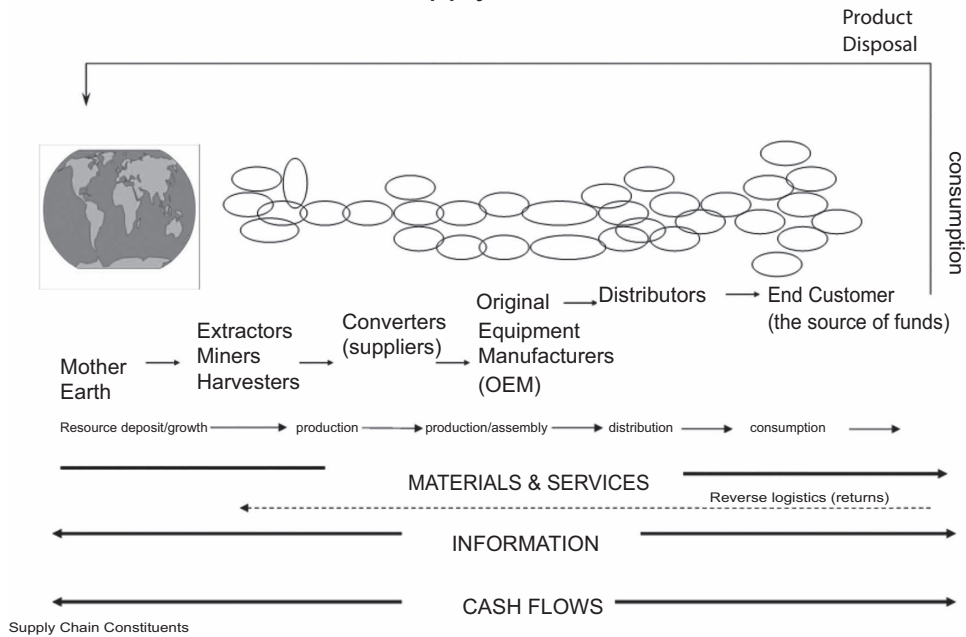 Product
Disposal
consumption
Original
Equipment
Manufacturers
(OEM)
Distributors
End Customer
(the source of funds)
Converters
(suppliers)
Extractors
Miners
Harvesters
Mother
Earth
Resource deposit/growth
production
production/assembly
distribution
consumption
MATERIALS & SERVICES
Reverse logistics (returns)
INFORMATION
CASH FLOWS
Supply Chain Constituents